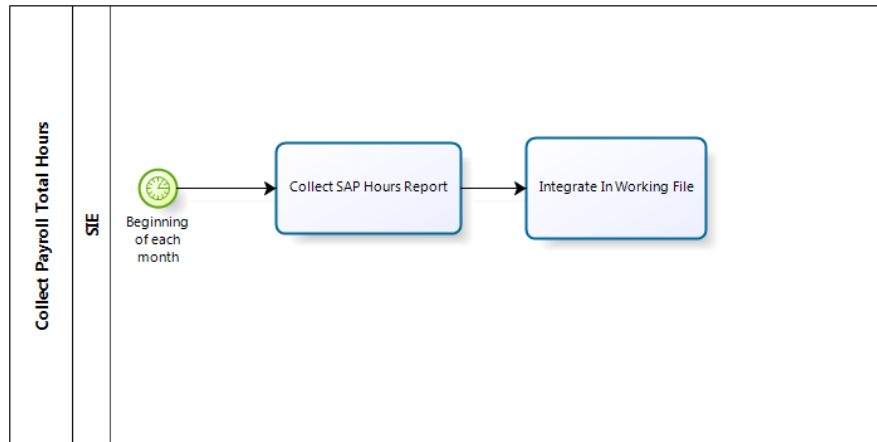 Collect Payroll Total Hours
SIE
Beginning
of each
month
Collect SAP Hours Report
Integrate In Working File